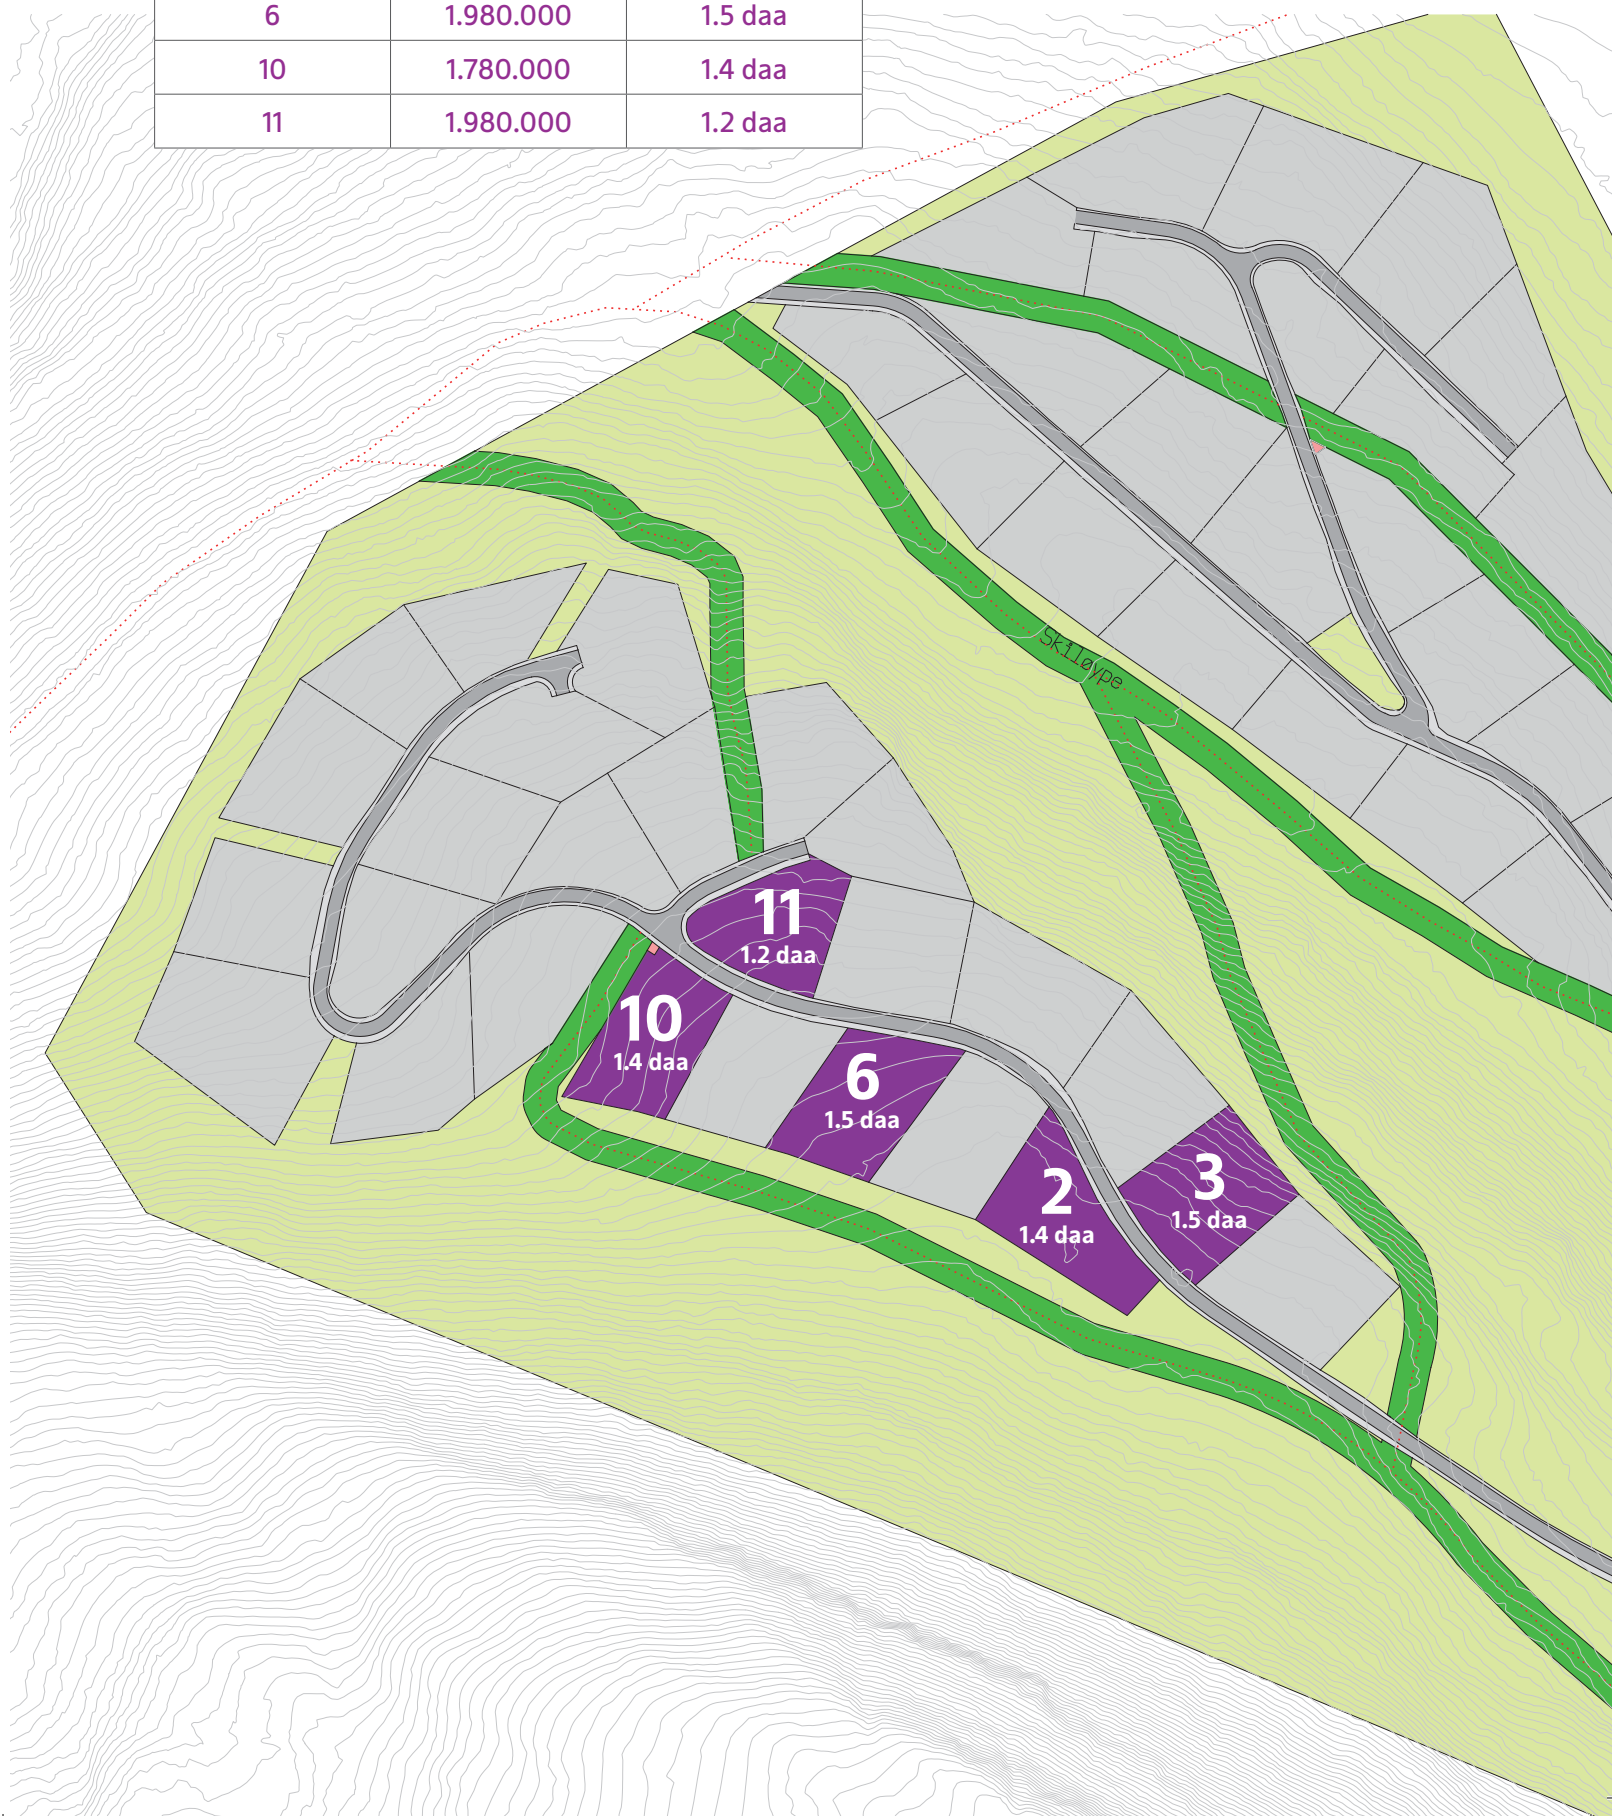 6 1.980.000 1.5 daa
10 1.780.000 1.4 daa
11 1.980.000 1.2 daa
Skiløype
11
1.2 daa
10
1.4 daa
6
1.5 daa
3
1.5 daa
2
1.4 daa